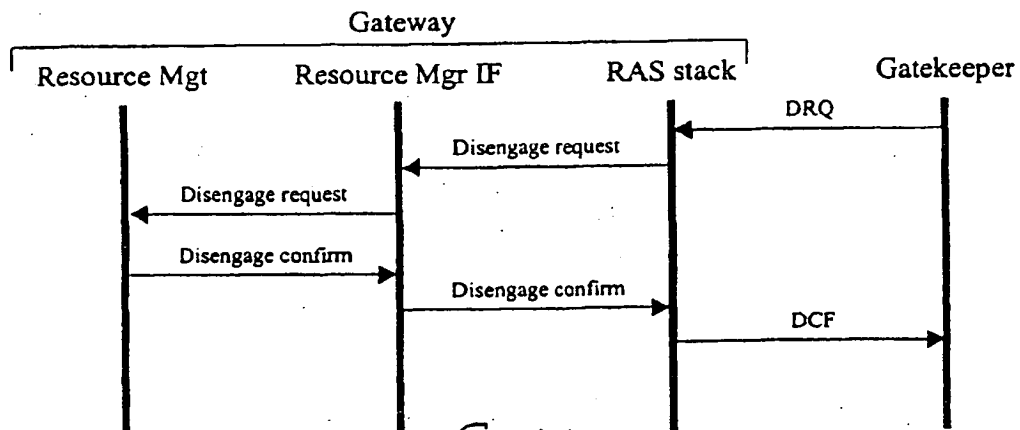 Gateway
Resource Mgt Resource Mgr IF RAS stack Gatekeeper
DRQ
Disengage request
Disengage request
Disengage confirm
Disengage confirm
DCF